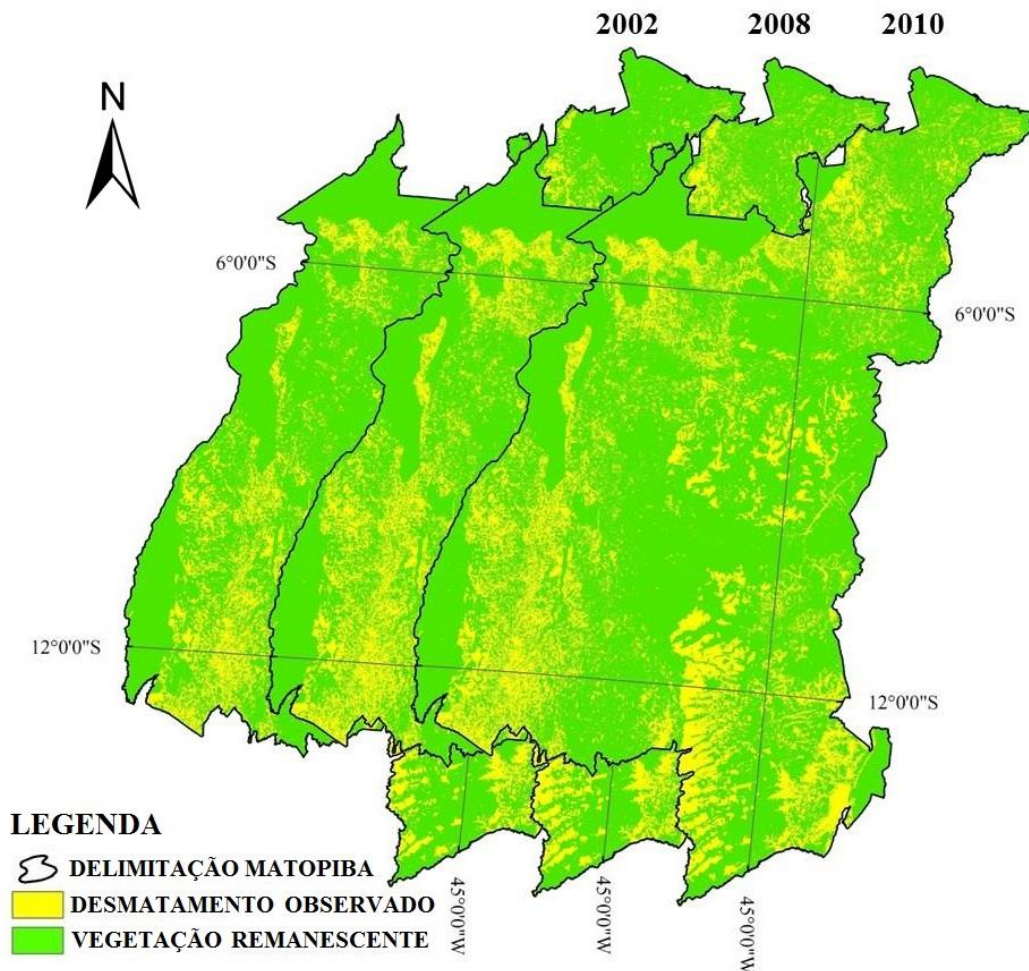 2002 2008 2010
N
6°0'0"S
6°0'0"S
12°0'0"S
12°0'0"S
LEGENDA
DELIMITAÇÃO MATOPIBA
DESMATAMENTO OBSERVADO
VEGETAÇÃO REMANESCENTE
45°0'0"W
45°0'0"W
45°0'0"W